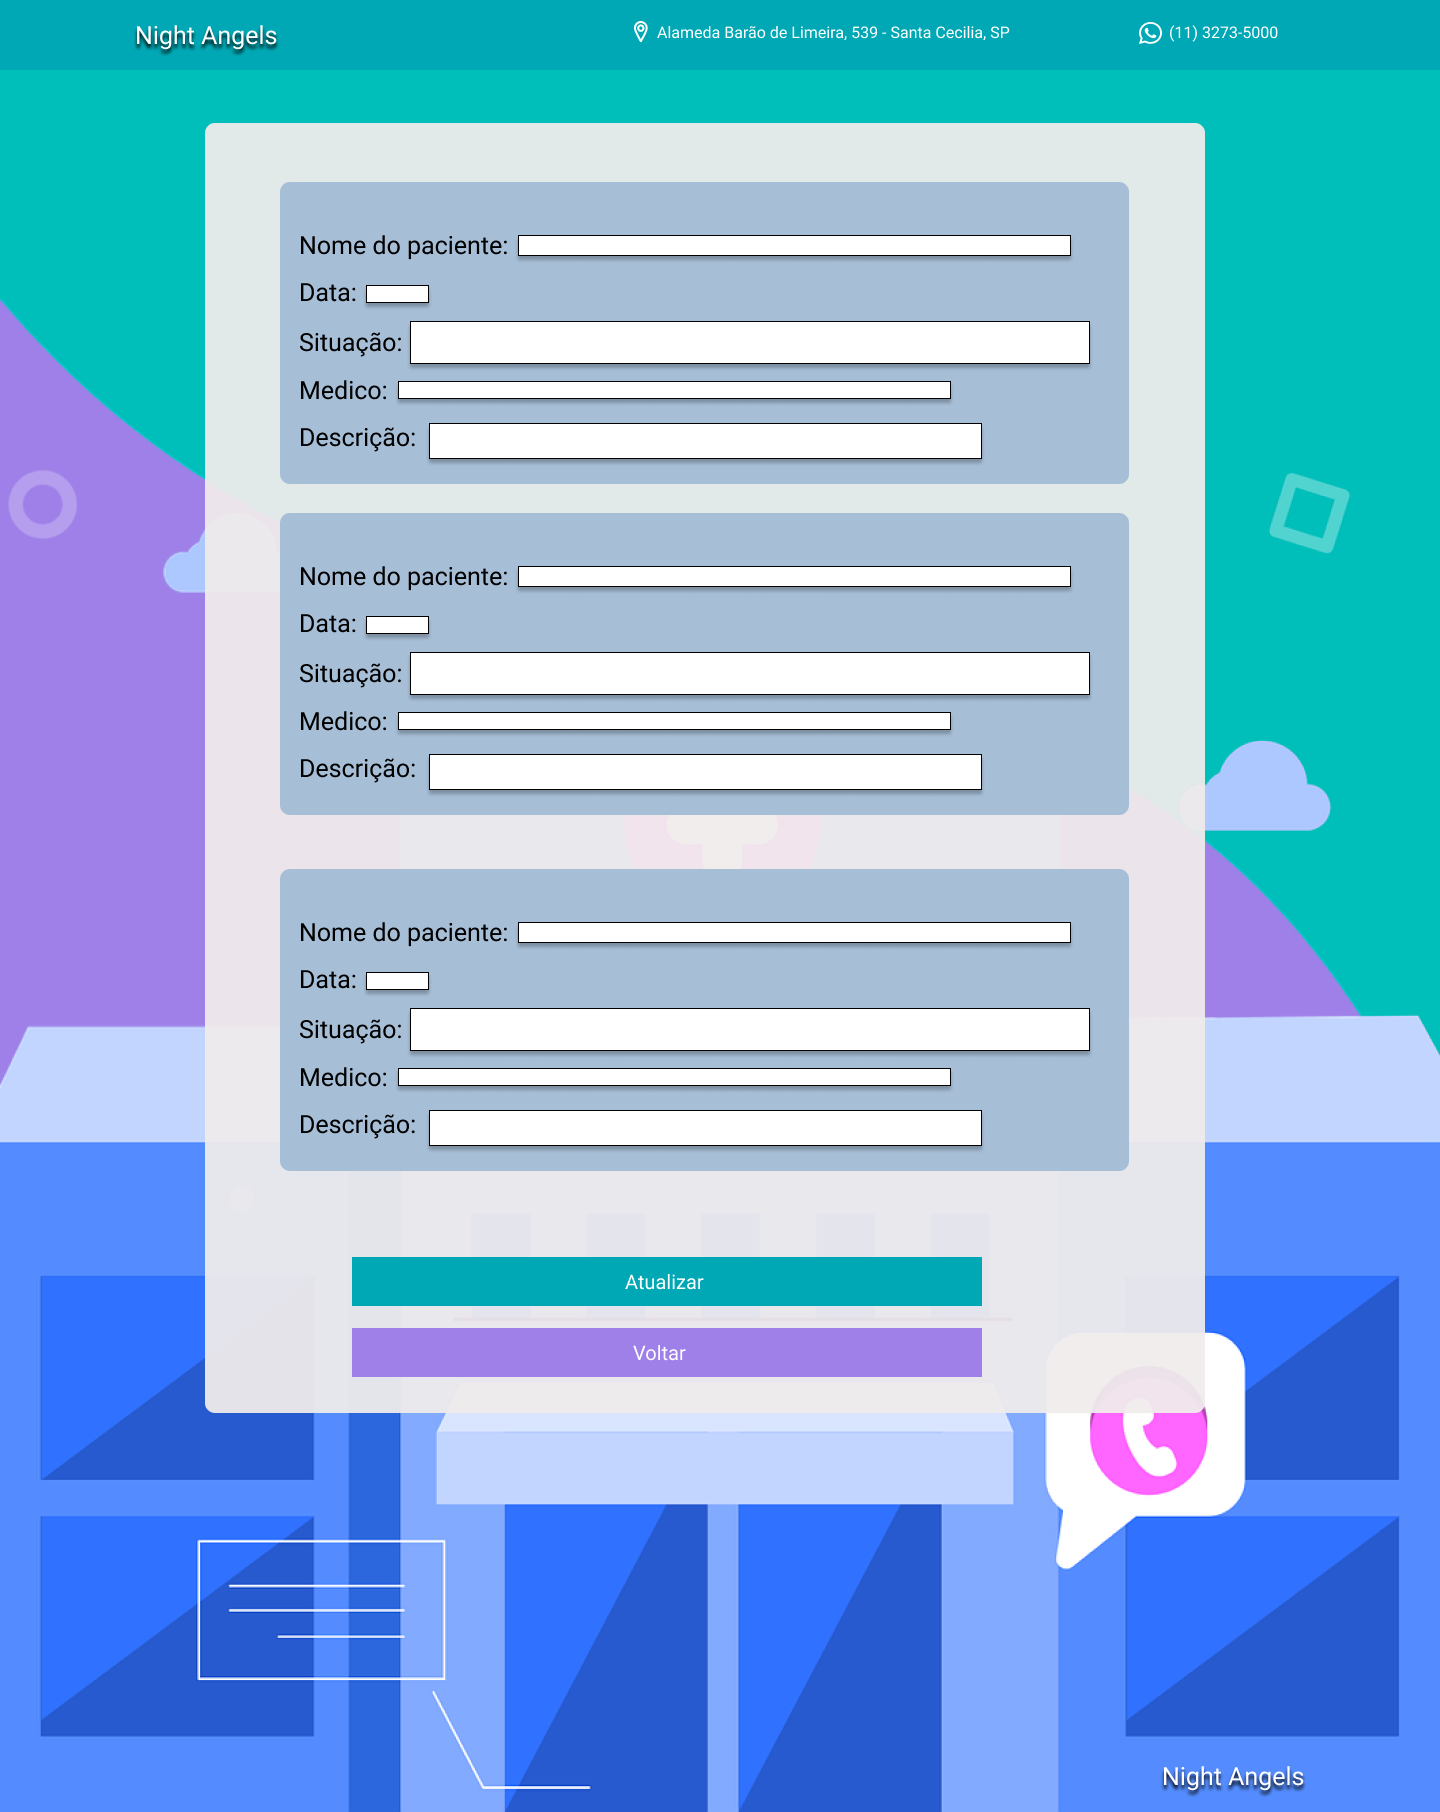 Night Angels
Alameda Barão de Limeira, 539 - Santa Cecilia, SP
(11) 3273-5000
Nome do paciente:
Data:
Situação:
Medico:
Descrição:
Nome do paciente:
Data:
Situação:
Medico:
Descrição:
Nome do paciente:
Data:
Situação:
Medico:
Descrição:
Atualizar
Voltar
Night Angels